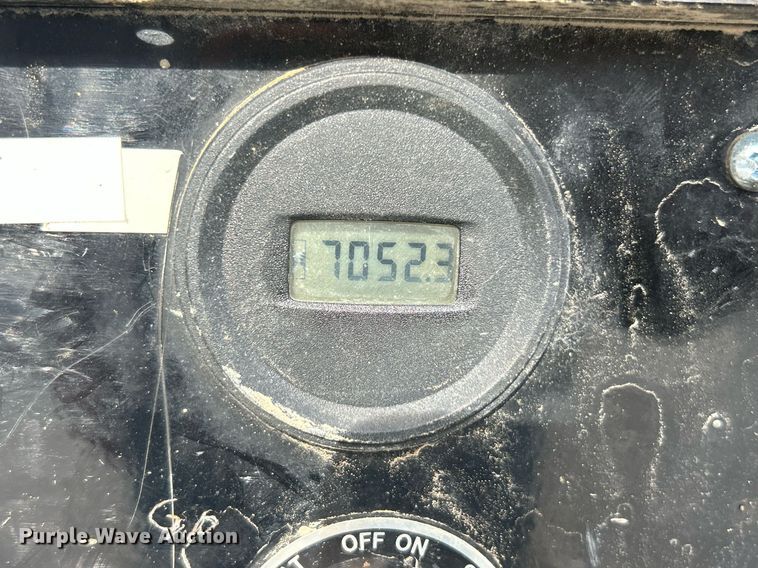 7052.3
OFF ON
Purple Wave Auction